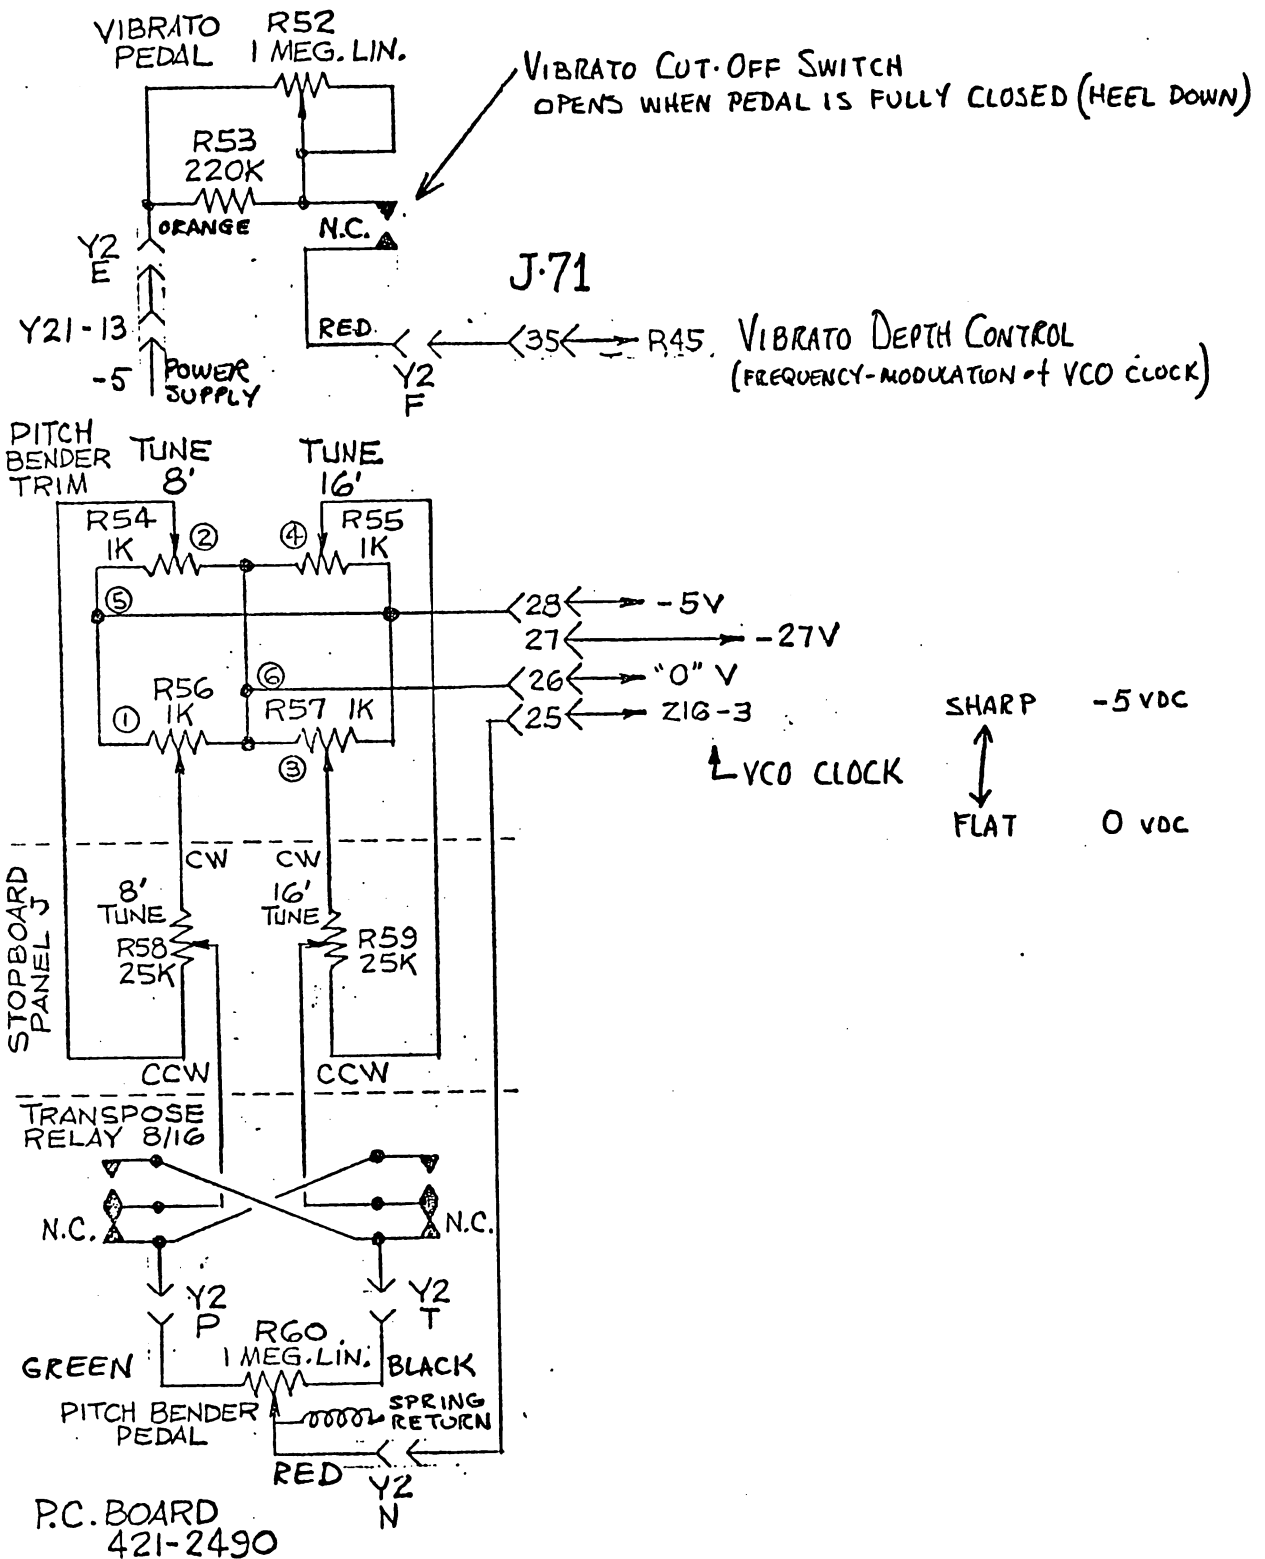 VIBRATO
PEDAL
R52
1 MEG. LIN.
VIBRATO CUT-OFF SWITCH
OPENS WHEN PEDAL IS FULLY CLOSED (HEEL DOWN)
R53
220K
ORANGE
N.C.
Y2
E
J-71
Y21-13
-5
POWER
SUPPLY
RED
Y2
F
35
R45
VIBRATO DEPTH CONTROL
(FREQUENCY-MODULATION of VCO CLOCK)
PITCH
BENDER
TRIM
TUNE
8'
TUNE
16'
R54
1K
2
4
R55
1K
5
28
-5V
27
-27V
6
26
"0" V
R56
1K
1
R57 1K
3
25
Z16-3
VCO CLOCK
SHARP -5 VDC
FLAT 0 VDC
STOPBOARD
PANEL J
CW
CW
8'
TUNE
R58
25K
16'
TUNE
R59
25K
CCW
CCW
TRANSPOSE
RELAY 8/16
N.C.
N.C.
Y2
P
Y2
T
R60
1 MEG. LIN.
GREEN
BLACK
PITCH BENDER
PEDAL
SPRING
RETURN
RED
Y2
N
P.C. BOARD
421-2490